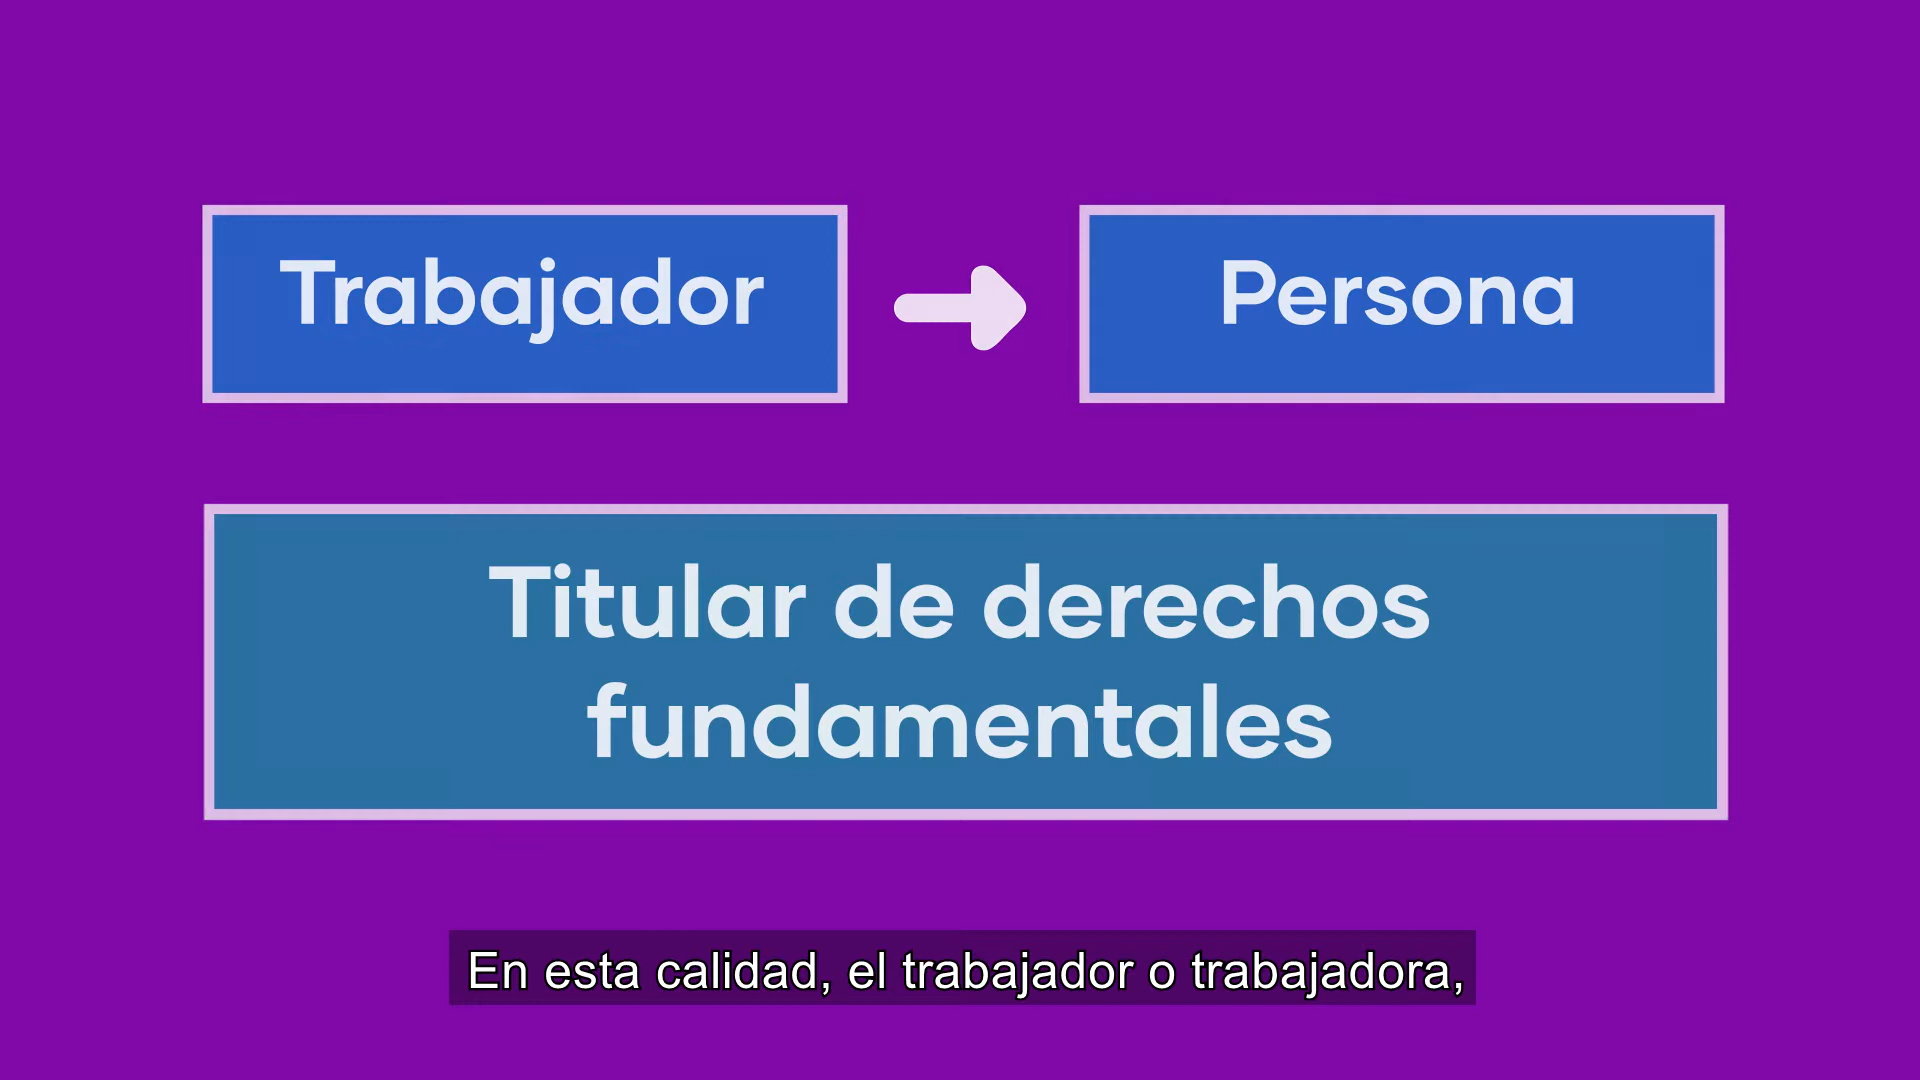 Trabajador
Persona
Titular de derechos
fundamentales
En esta calidad, el trabajador o trabajadora,